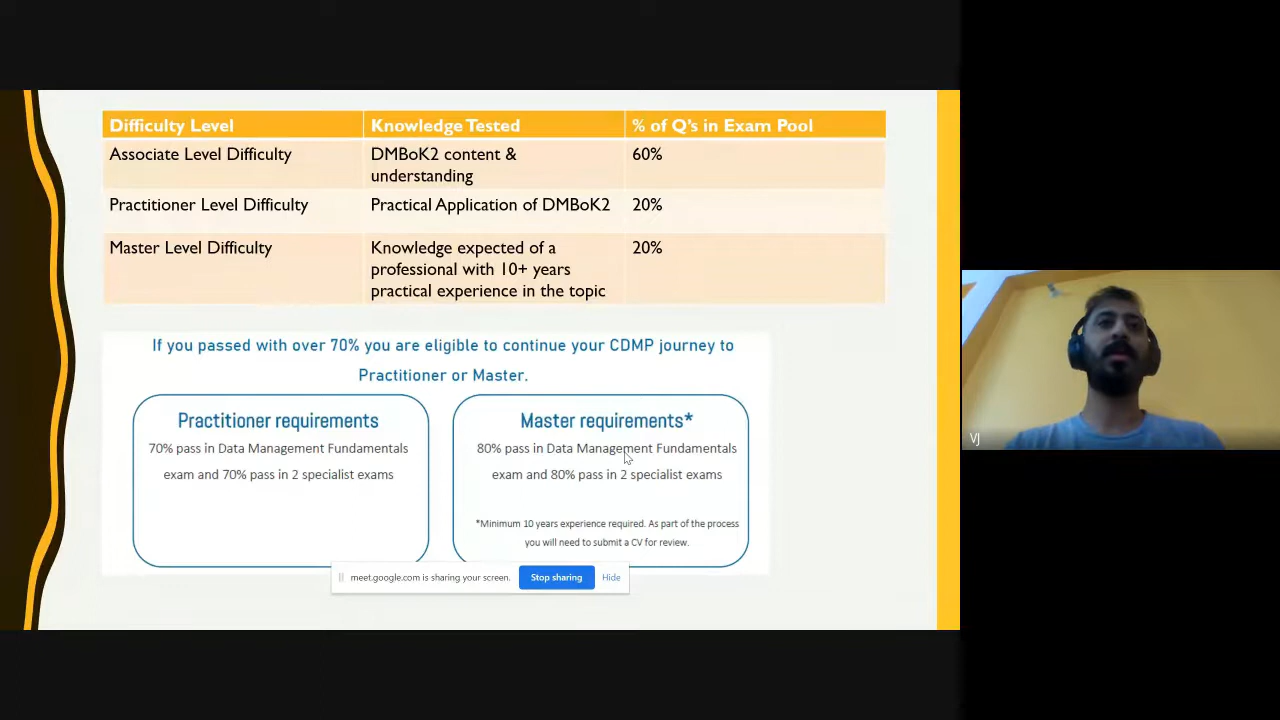 Difficulty Level Knowledge Tested % of Q's in Exam Pool
Associate Level Difficulty DMBoK2 content & 60%
understanding
Practitioner Level Difficulty Practical Application of DMBoK2 20%
Master Level Difficulty Knowledge expected of a 20%
professional with 10+ years
practical experience in the topic
If you passed with over 70% you are eligible to continue your CDMP journey to
Practitioner or Master.
Practitioner requirements
70% pass in Data Management Fundamentals
exam and 70% pass in 2 specialist exams
Master requirements*
80% pass in Data Management Fundamentals
exam and 80% pass in 2 specialist exams
*Minimum 10 years experience required. As part of the process
you will need to submit a CV for review.
meet.google.com is sharing your screen. Stop sharing Hide
VJ